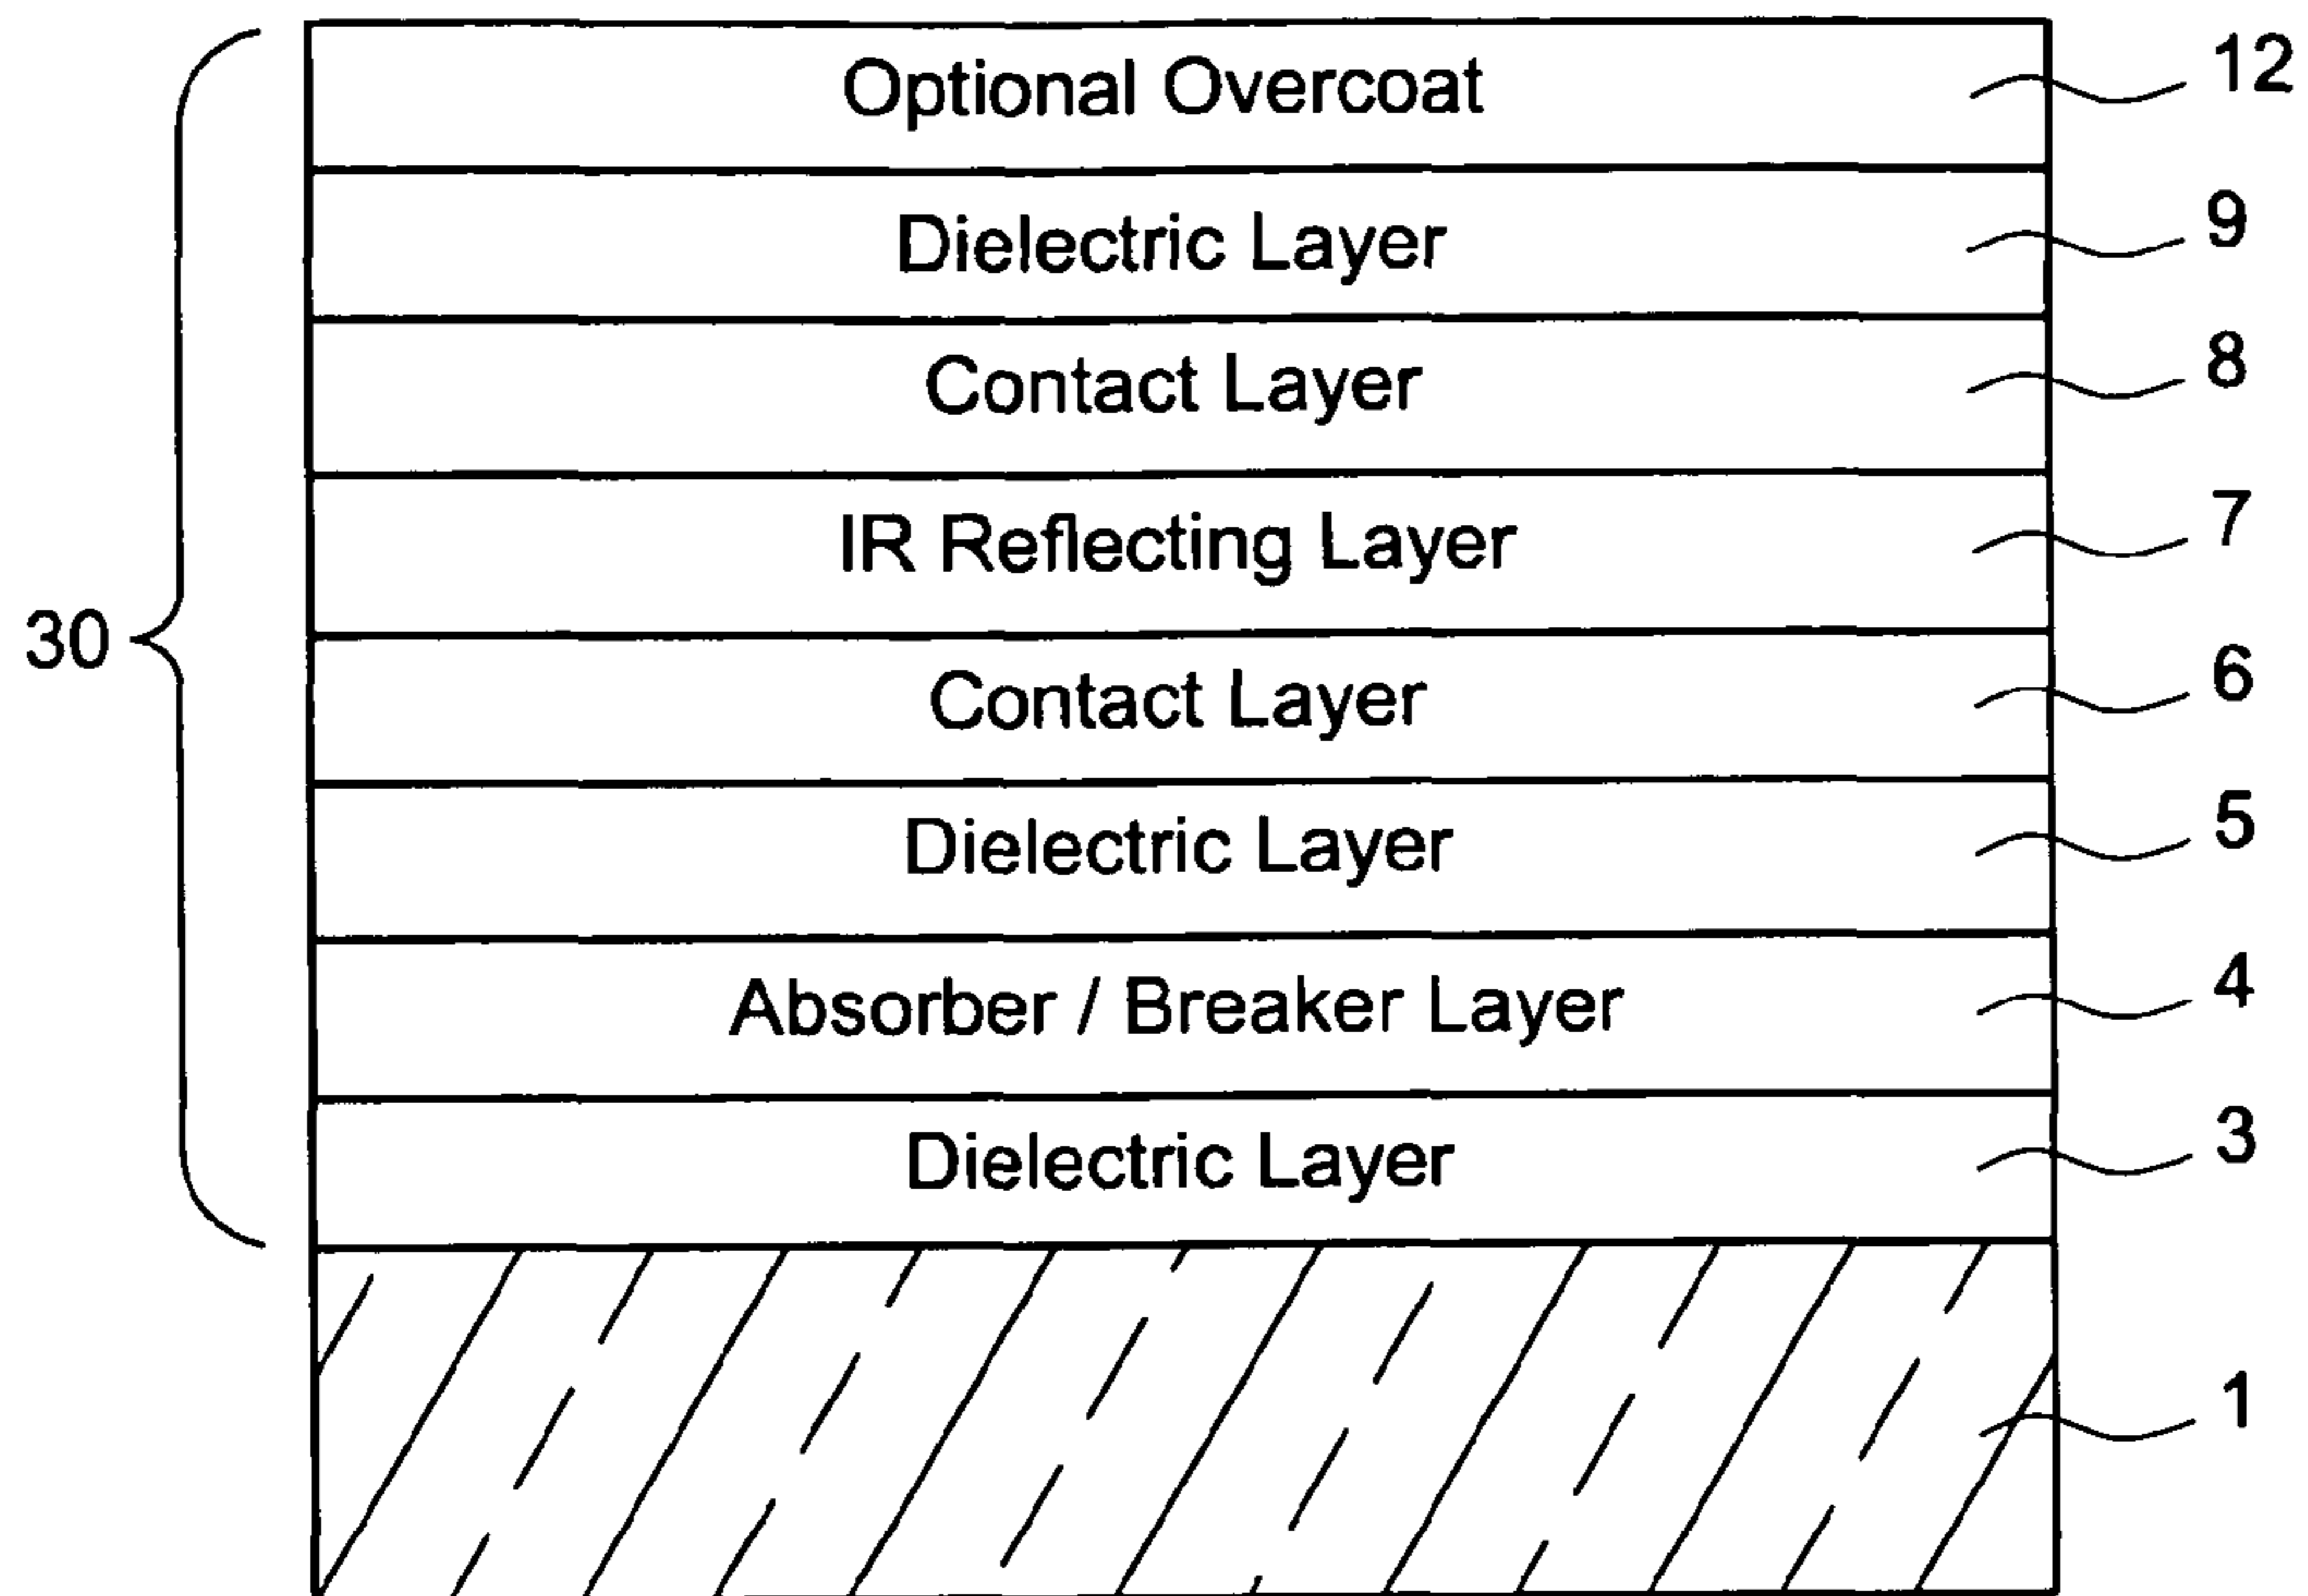 Optional Overcoat 12
Dielectric Layer 9
Contact Layer 8
IR Reflecting Layer 7
30
Contact Layer 6
Dielectric Layer 5
Absorber / Breaker Layer 4
Dielectric Layer 3
1